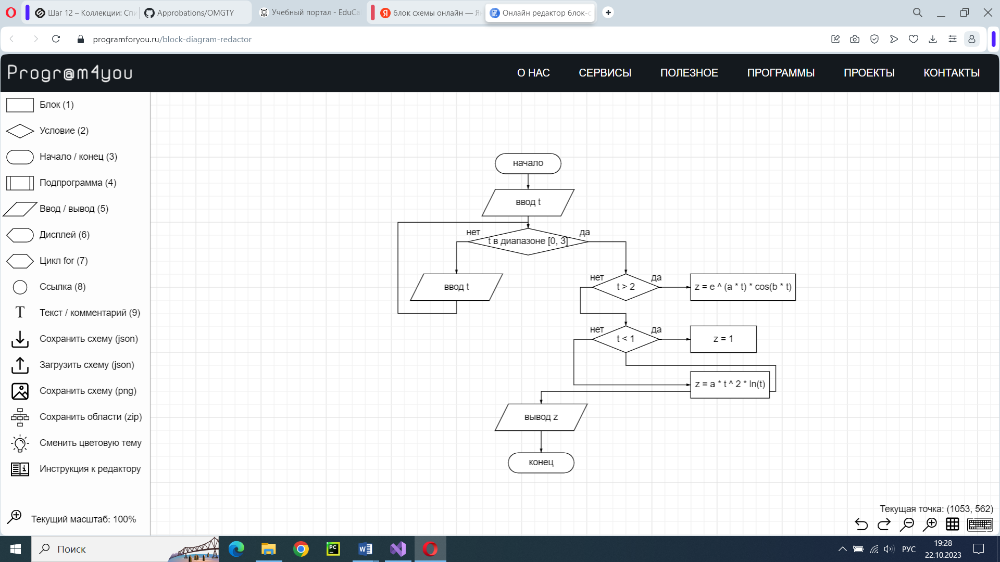 Шаг 12 – Коллекции: Спи
Approbations/OMGTY
Учебный портал - EduCa
блок схемы онлайн — Ян
Онлайн редактор блок-с
programforyou.ru/block-diagram-redactor
Progr@m4you
О НАС
СЕРВИСЫ
ПОЛЕЗНОЕ
ПРОГРАММЫ
ПРОЕКТЫ
КОНТАКТЫ
Блок (1)
Условие (2)
Начало / конец (3)
Подпрограмма (4)
Ввод / вывод (5)
Дисплей (6)
Цикл for (7)
Ссылка (8)
T Текст / комментарий (9)
Сохранить схему (json)
Загрузить схему (json)
Сохранить схему (png)
Сохранить области (zip)
Сменить цветовую тему
Инструкция к редактору
Текущий масштаб: 100%
начало
ввод t
нет
да
t в диапазоне [0, 3]
ввод t
нет
да
t > 2
z = e ^ (a * t) * cos(b * t)
нет
да
t < 1
z = 1
z = a * t ^ 2 * ln(t)
вывод z
конец
Текущая точка: (1053, 562)
Поиск
PC
W
РУС
19:28
22.10.2023